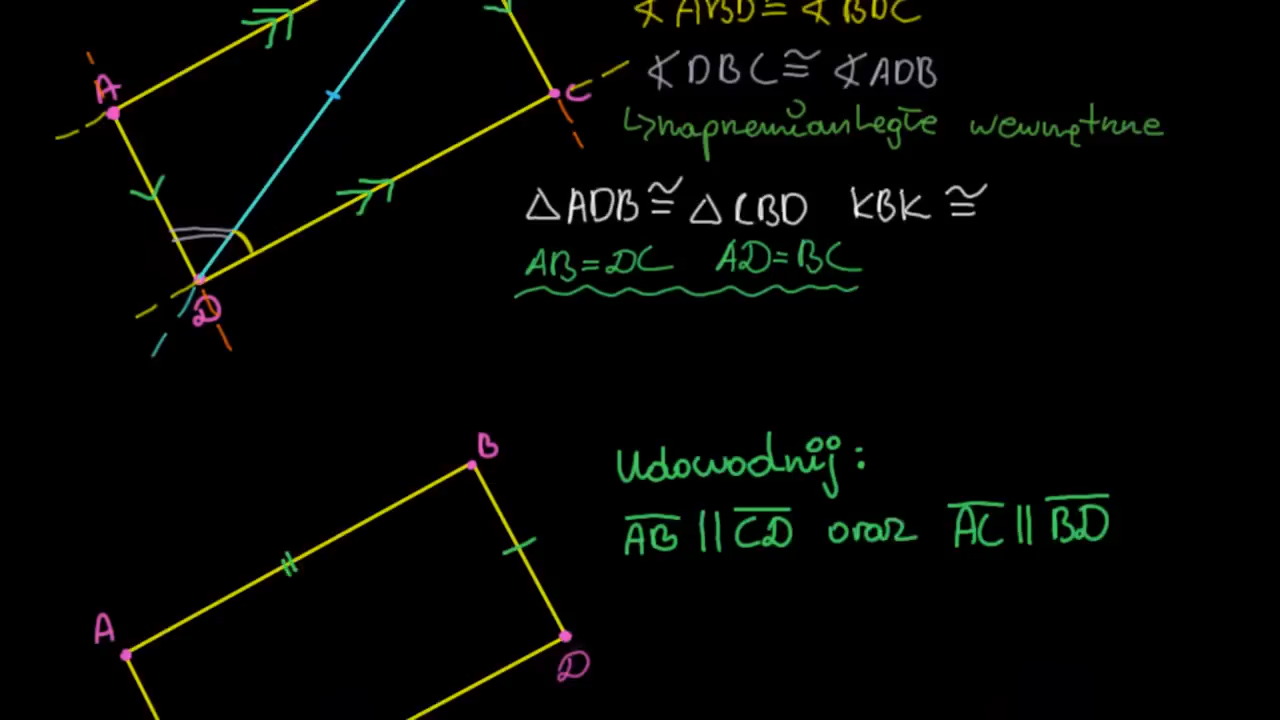 ∢ABD ≅ ∢BDC
∢DBC ≅ ∢ADB
↳naprzemianległe wewnętrzne
△ADB ≅ △CBD KBK ≅
AB=DC AD=BC
A
C
D
B
Udowodnij:
AB || CD oraz AC || BD
A
D